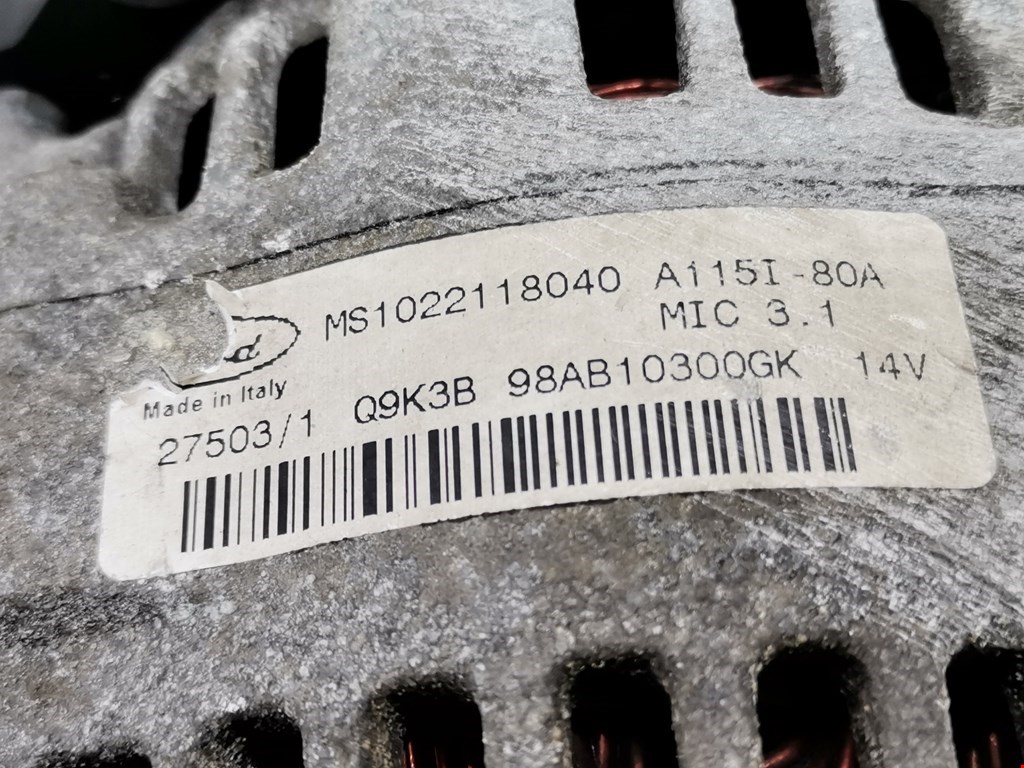 MS1022118040 A115I-80A
MIC 3.1
Made in Italy
27503/1 Q9K3B 98AB10300GK 14V